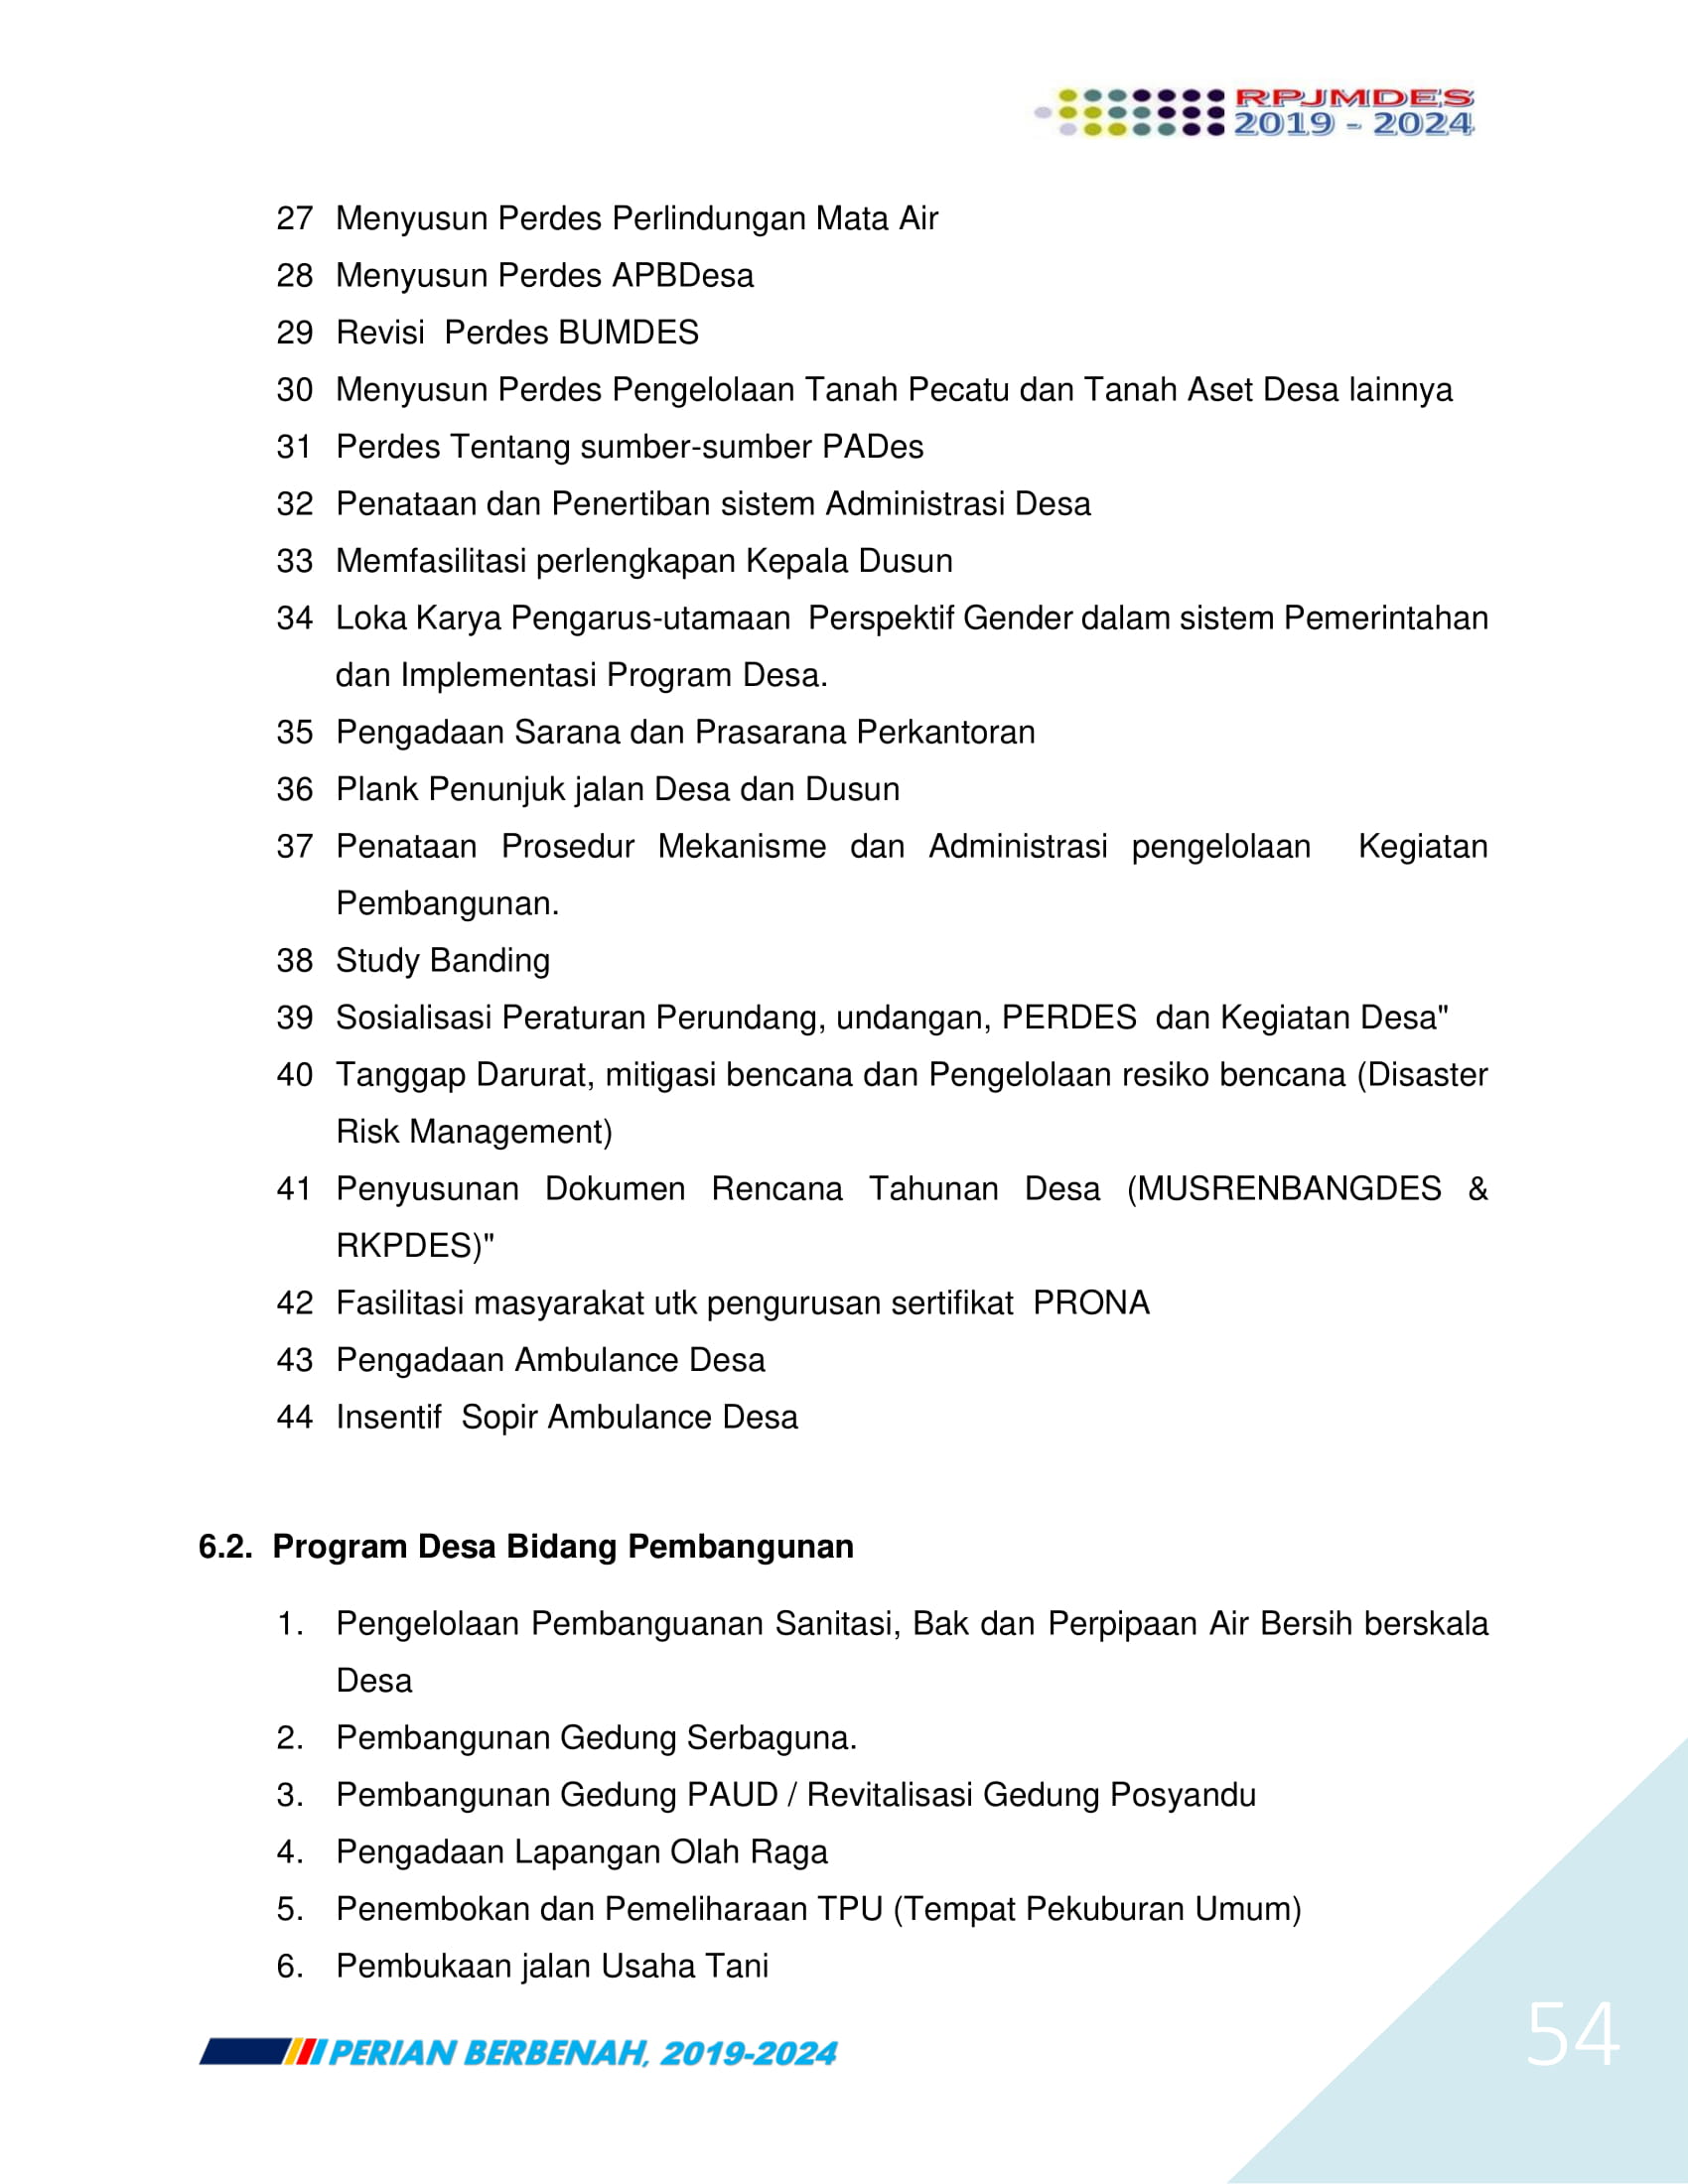 RPJMDES
2019 - 2024
27 Menyusun Perdes Perlindungan Mata Air
28 Menyusun Perdes APBDesa
29 Revisi  Perdes BUMDES
30 Menyusun Perdes Pengelolaan Tanah Pecatu dan Tanah Aset Desa lainnya
31 Perdes Tentang sumber-sumber PADes
32 Penataan dan Penertiban sistem Administrasi Desa
33 Memfasilitasi perlengkapan Kepala Dusun
34 Loka Karya Pengarus-utamaan  Perspektif Gender dalam sistem Pemerintahan
dan Implementasi Program Desa.
35 Pengadaan Sarana dan Prasarana Perkantoran
36 Plank Penunjuk jalan Desa dan Dusun
37 Penataan Prosedur Mekanisme dan Administrasi pengelolaan  Kegiatan
Pembangunan.
38 Study Banding
39 Sosialisasi Peraturan Perundang, undangan, PERDES  dan Kegiatan Desa"
40 Tanggap Darurat, mitigasi bencana dan Pengelolaan resiko bencana (Disaster
Risk Management)
41 Penyusunan Dokumen Rencana Tahunan Desa (MUSRENBANGDES &
RKPDES)"
42 Fasilitasi masyarakat utk pengurusan sertifikat  PRONA
43 Pengadaan Ambulance Desa
44 Insentif  Sopir Ambulance Desa
6.2. Program Desa Bidang Pembangunan
1. Pengelolaan Pembanguanan Sanitasi, Bak dan Perpipaan Air Bersih berskala
Desa
2. Pembangunan Gedung Serbaguna.
3. Pembangunan Gedung PAUD / Revitalisasi Gedung Posyandu
4. Pengadaan Lapangan Olah Raga
5. Penembokan dan Pemeliharaan TPU (Tempat Pekuburan Umum)
6. Pembukaan jalan Usaha Tani
PERIAN BERBENAH, 2019-2024
54